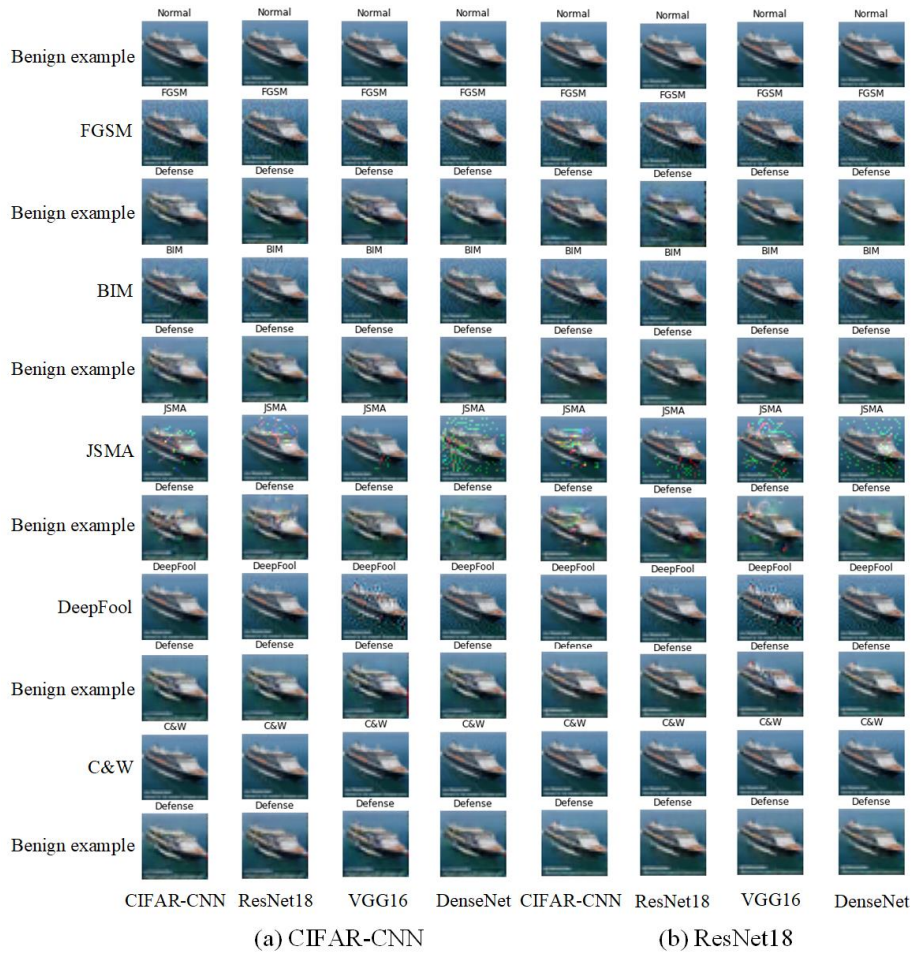 Normal Normal Normal Normal Normal Normal Normal Normal
Benign example
FGSM FGSM FGSM FGSM FGSM FGSM FGSM FGSM
FGSM
Defense Defense Defense Defense Defense Defense Defense Defense
Benign example
BIM BIM BIM BIM BIM BIM BIM BIM
BIM
Defense Defense Defense Defense Defense Defense Defense Defense
Benign example
JSMA JSMA JSMA JSMA JSMA JSMA JSMA JSMA
JSMA
Defense Defense Defense Defense Defense Defense Defense Defense
Benign example
DeepFool DeepFool DeepFool DeepFool DeepFool DeepFool DeepFool DeepFool
DeepFool
Defense Defense Defense Defense Defense Defense Defense Defense
Benign example
C&W C&W C&W C&W C&W C&W C&W C&W
C&W
Defense Defense Defense Defense Defense Defense Defense Defense
Benign example
CIFAR-CNN ResNet18 VGG16 DenseNet CIFAR-CNN ResNet18 VGG16 DenseNet
(a) CIFAR-CNN (b) ResNet18